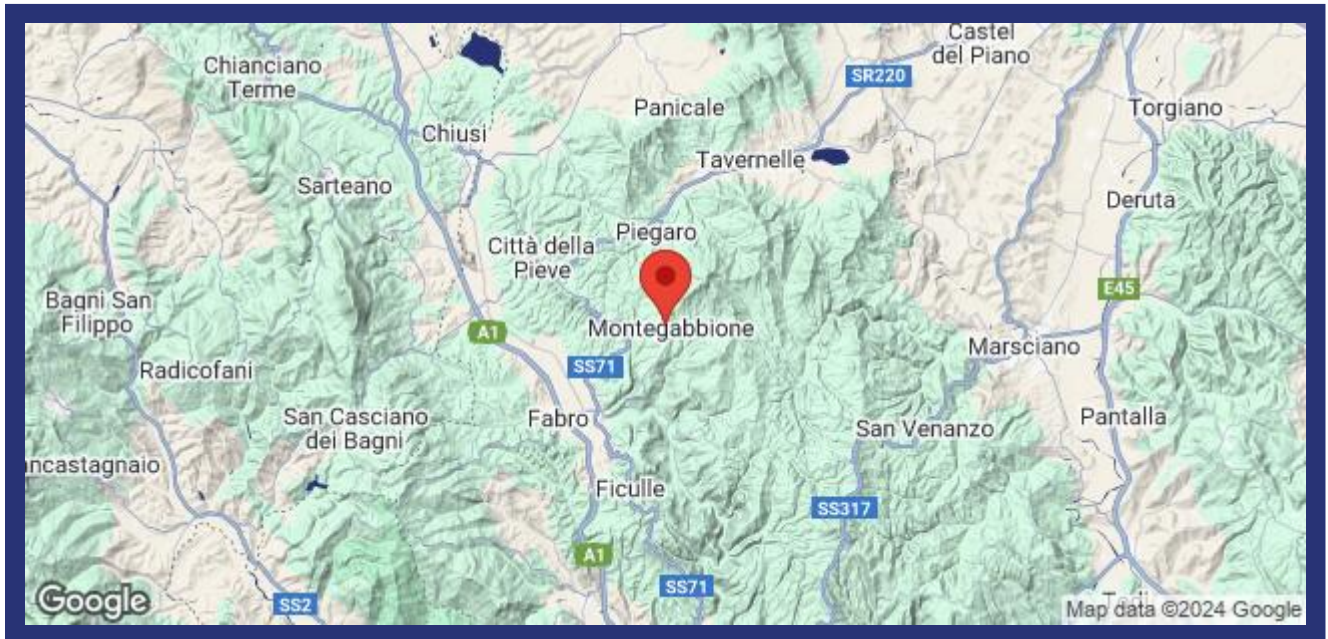 Castel
del Piano
Chianciano
Terme
SR220
Panicale
Torgiano
Chiusi
Tavernelle
Sarteano
Deruta
Piegaro
Città della
Pieve
E45
Bagni San
Filippo
Montegabbione
A1
Marsciano
SS71
Radicofani
San Casciano
dei Bagni
Fabro
Pantalla
San Venanzo
ncastagnaio
Ficulle
SS317
A1
SS71
Google
SS2
Map data ©2024 Google